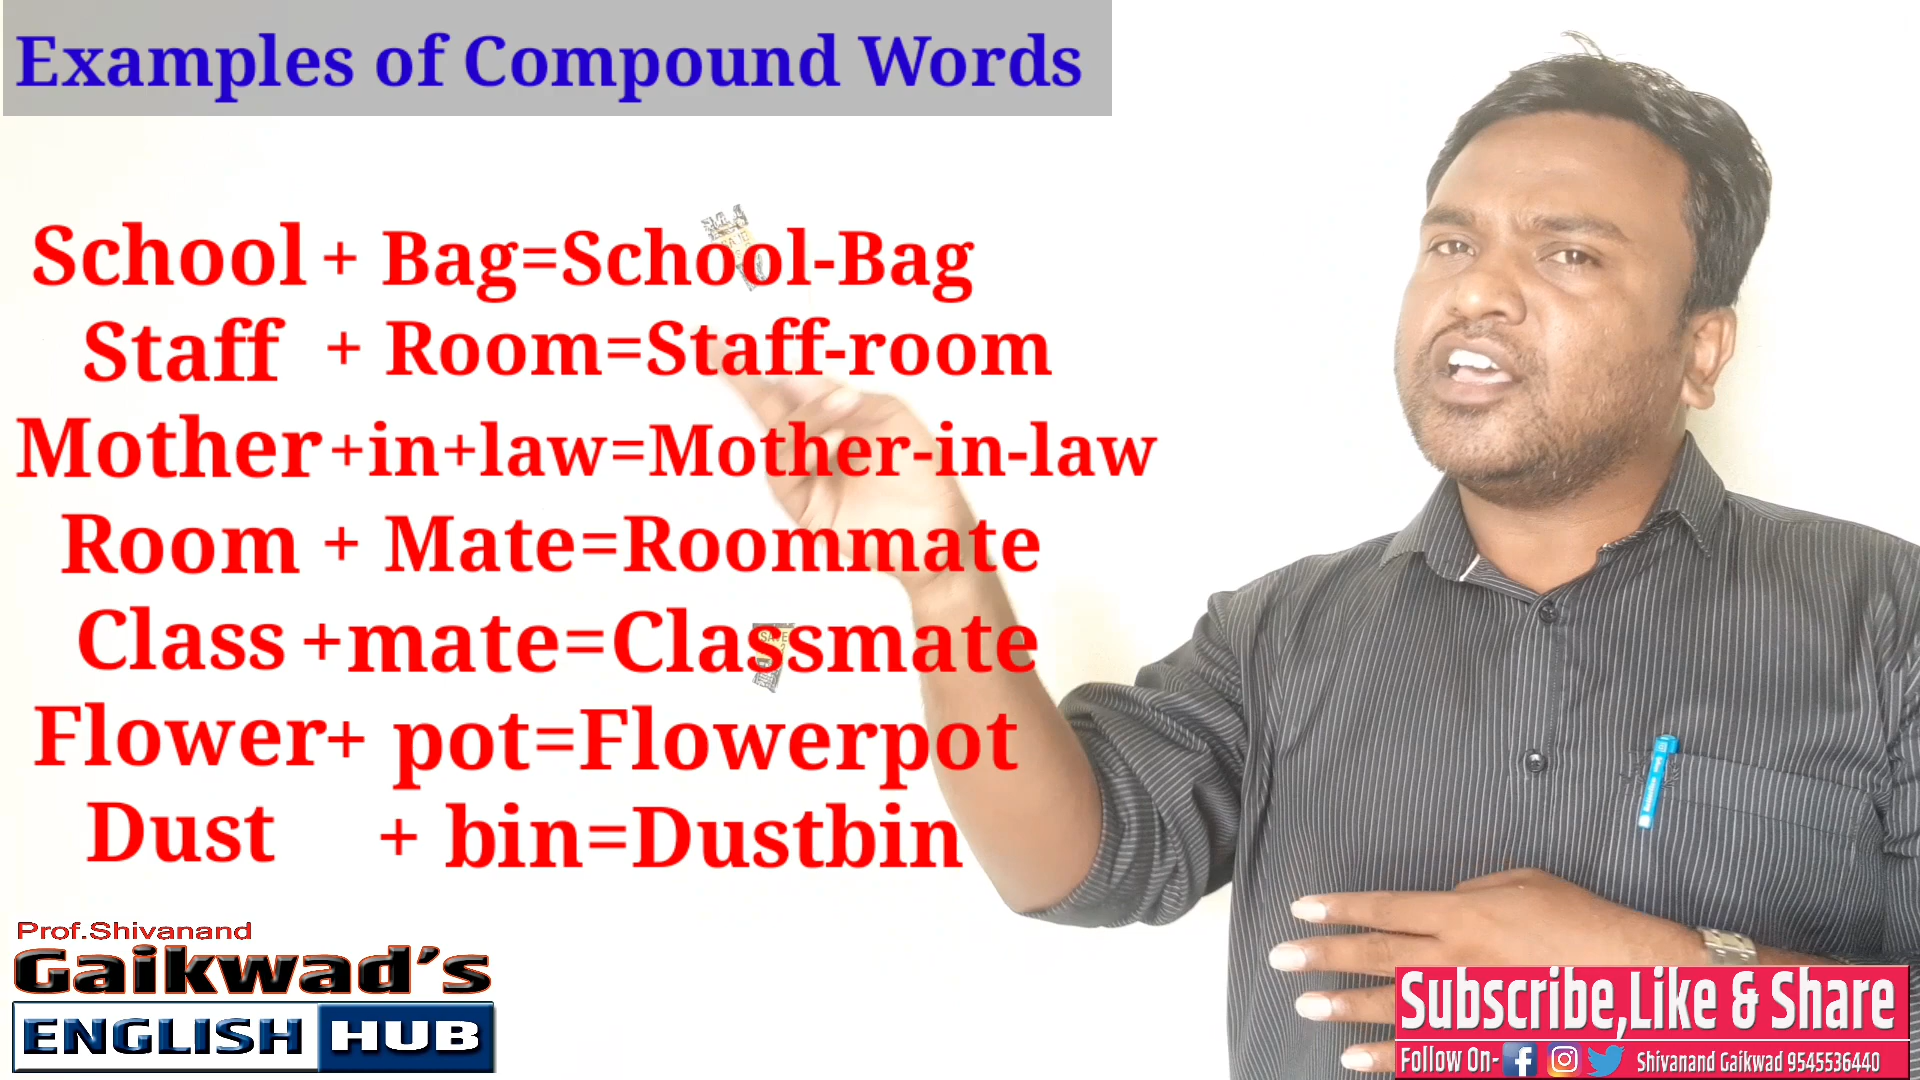 Examples of Compound Words
School + Bag=School-Bag
Staff + Room=Staff-room
Mother+in+law=Mother-in-law
Room + Mate=Roommate
Class +mate=Classmate
Flower+ pot=Flowerpot
Dust + bin=Dustbin
Prof.Shivanand
Gaikwad's
ENGLISH HUB
Subscribe,Like & Share
Follow On- Shivanand Gaikwad 9545536440